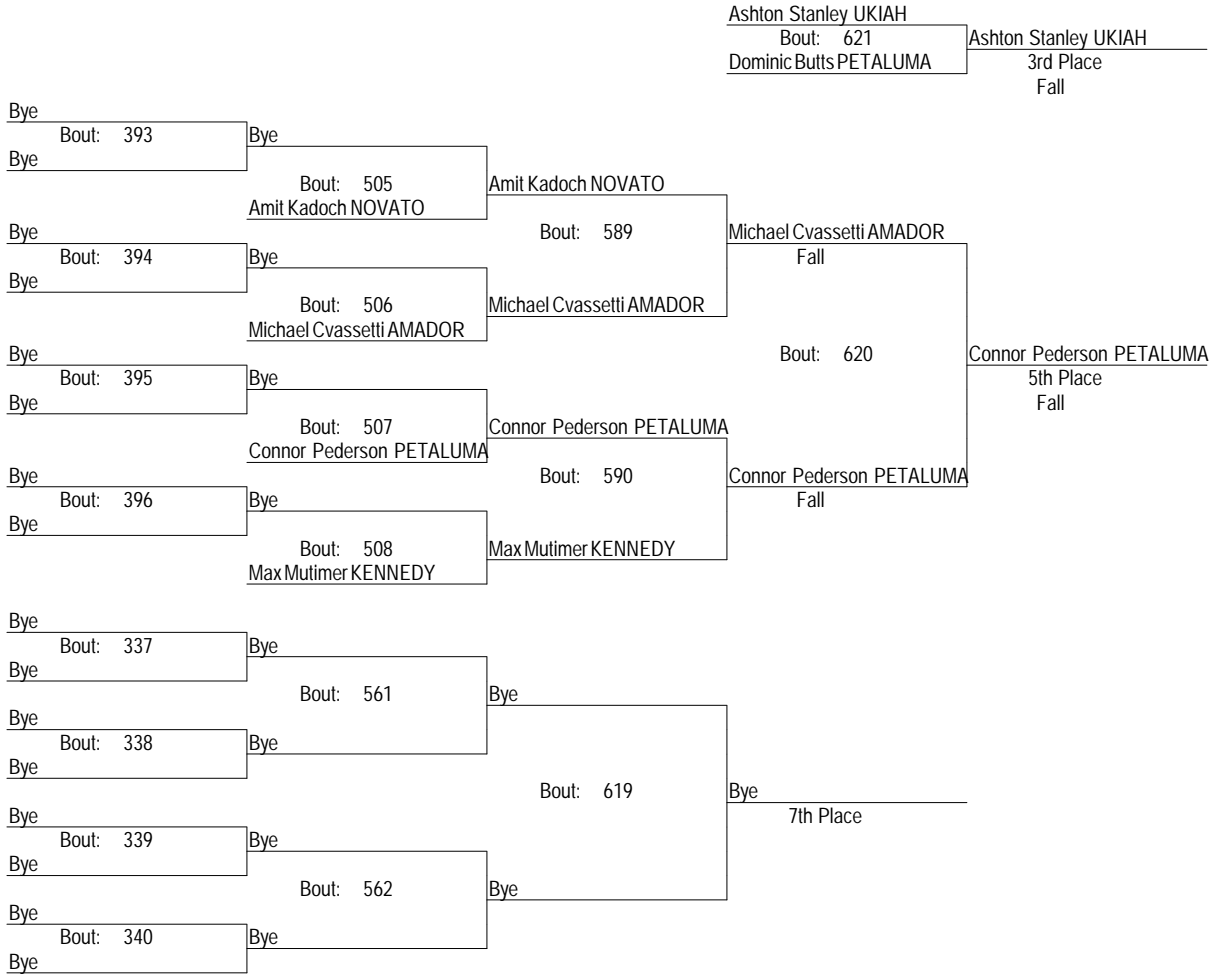 Ashton Stanley UKIAH
Bout: 621
Ashton Stanley UKIAH
Dominic Butts PETALUMA
3rd Place
Fall
Bye
Bout: 393
Bye
Bye
Bout: 505
Amit Kadoch NOVATO
Amit Kadoch NOVATO
Bye
Bout: 589
Michael Cvassetti AMADOR
Bout: 394
Bye
Fall
Bye
Bout: 506
Michael Cvassetti AMADOR
Michael Cvassetti AMADOR
Bye
Bout: 620
Connor Pederson PETALUMA
Bout: 395
Bye
5th Place
Bye
Fall
Bout: 507
Connor Pederson PETALUMA
Connor Pederson PETALUMA
Bye
Bout: 590
Connor Pederson PETALUMA
Bout: 396
Bye
Fall
Bye
Bout: 508
Max Mutimer KENNEDY
Max Mutimer KENNEDY
Bye
Bout: 337
Bye
Bye
Bout: 561
Bye
Bye
Bout: 338
Bye
Bye
Bout: 619
Bye
7th Place
Bye
Bout: 339
Bye
Bye
Bout: 562
Bye
Bye
Bout: 340
Bye
Bye